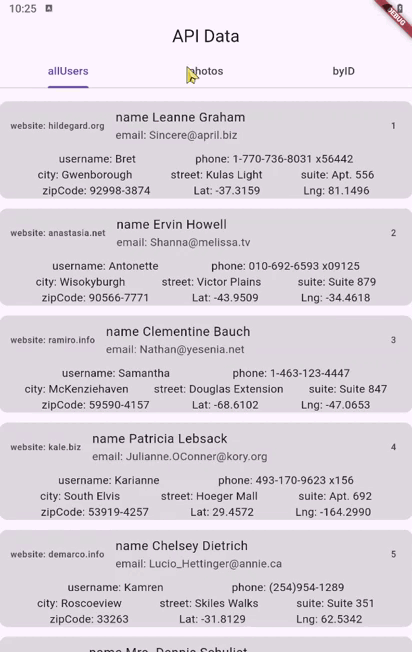 10:25 A
DEBUG
API Data
allUsers photos byID
website: hildegard.org name Leanne Graham 1
email: Sincere@april.biz
username: Bret phone: 1-770-736-8031 x56442
city: Gwenborough street: Kulas Light suite: Apt. 556
zipCode: 92998-3874 Lat: -37.3159 Lng: 81.1496
website: anastasia.net name Ervin Howell 2
email: Shanna@melissa.tv
username: Antonette phone: 010-692-6593 x09125
city: Wisokyburgh street: Victor Plains suite: Suite 879
zipCode: 90566-7771 Lat: -43.9509 Lng: -34.4618
website: ramiro.info name Clementine Bauch 3
email: Nathan@yesenia.net
username: Samantha phone: 1-463-123-4447
city: McKenziehaven street: Douglas Extension suite: Suite 847
zipCode: 59590-4157 Lat: -68.6102 Lng: -47.0653
website: kale.biz name Patricia Lebsack 4
email: Julianne.OConner@kory.org
username: Karianne phone: 493-170-9623 x156
city: South Elvis street: Hoeger Mall suite: Apt. 692
zipCode: 53919-4257 Lat: 29.4572 Lng: -164.2990
website: demarco.info name Chelsey Dietrich 5
email: Lucio_Hettinger@annie.ca
username: Kamren phone: (254)954-1289
city: Roscoeview street: Skiles Walks suite: Suite 351
zipCode: 33263 Lat: -31.8129 Lng: 62.5342
name Mrs. Dennis Schulist